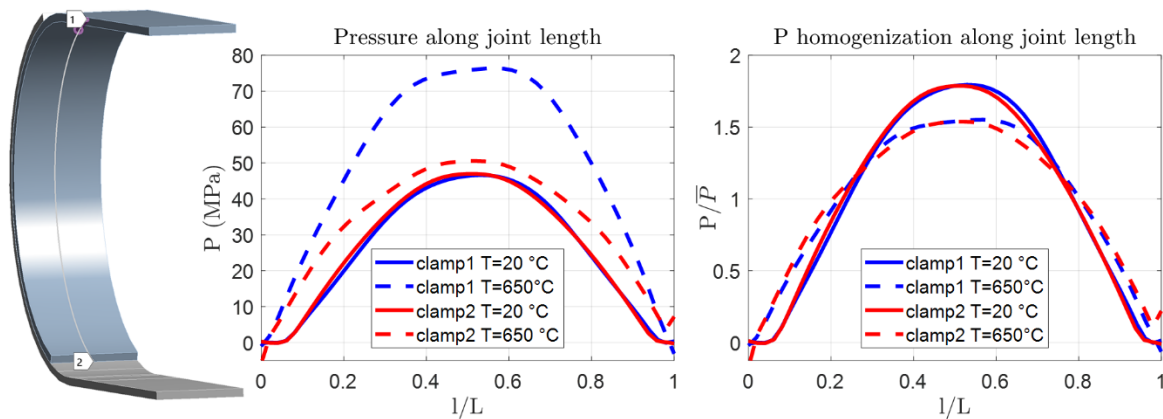 1
2
Pressure along joint length
80
70
60
50
40
30
20
10
0
P (MPa)
0 0.2 0.4 0.6 0.8 1
l/L
clamp1 T=20 °C
clamp1 T=650°C
clamp2 T=20 °C
clamp2 T=650 °C
P homogenization along joint length
2
1.5
1
0.5
0
P/P̅
0 0.2 0.4 0.6 0.8 1
l/L
clamp1 T=20 °C
clamp1 T=650°C
clamp2 T=20 °C
clamp2 T=650°C